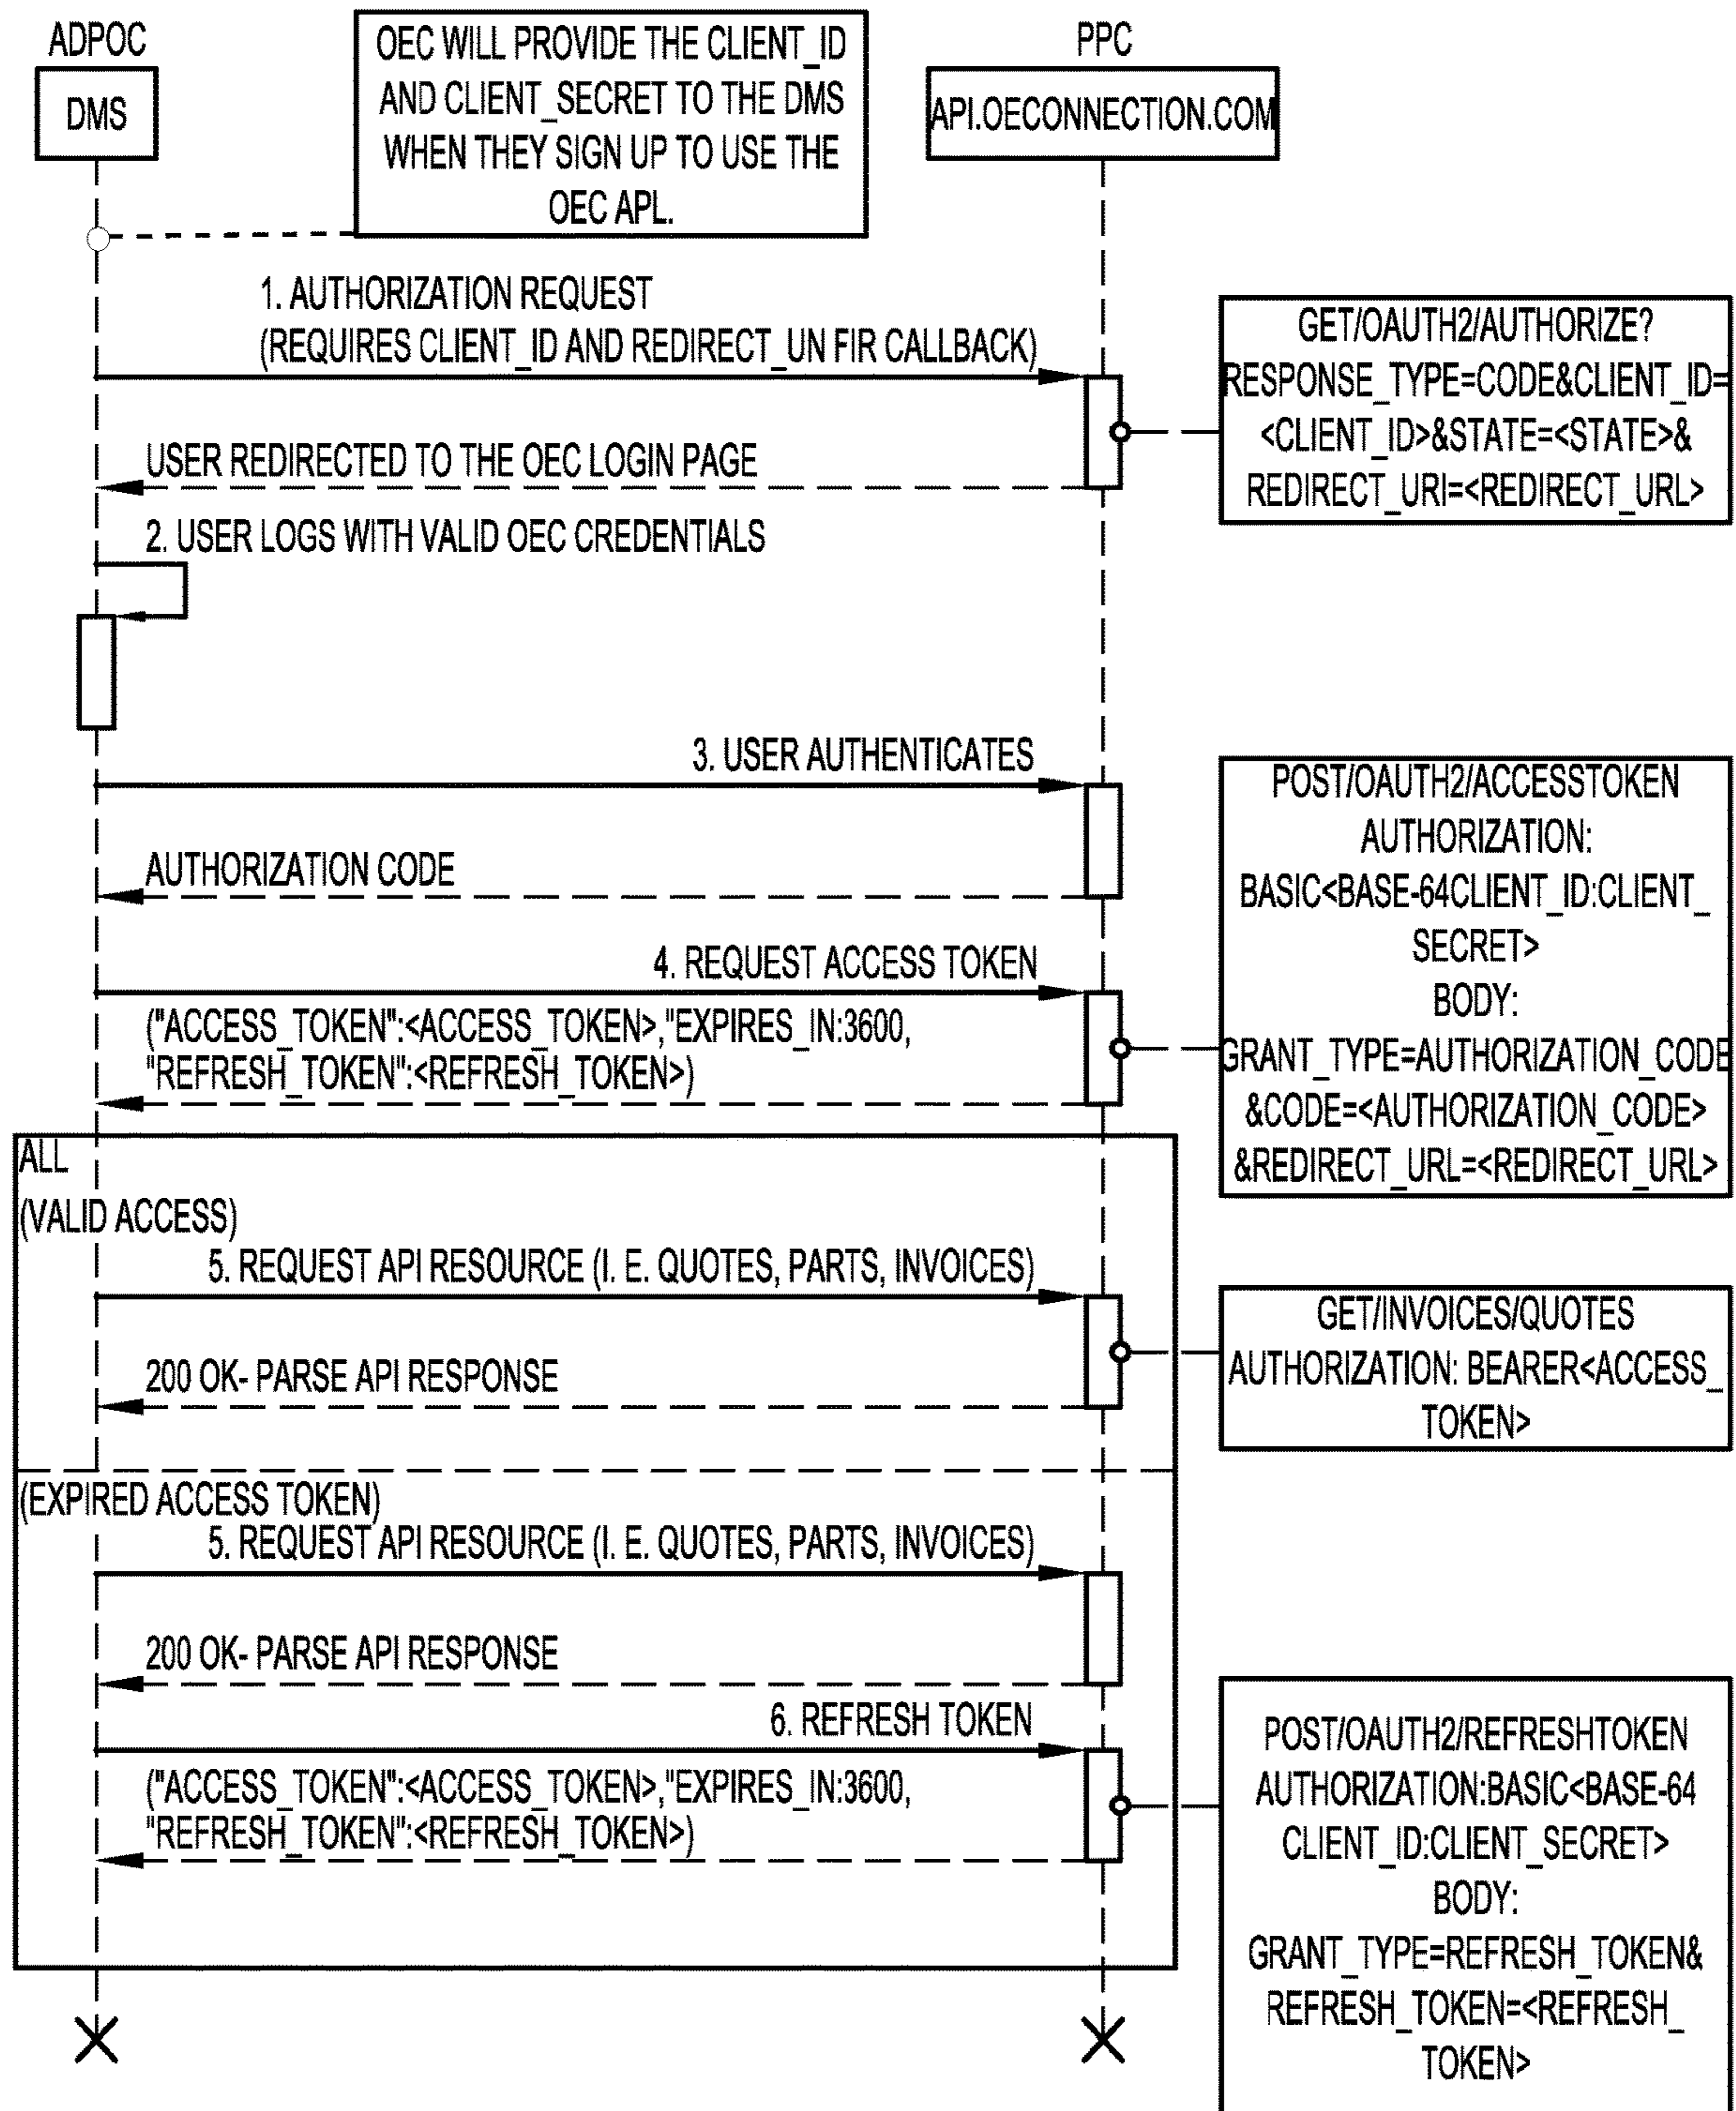 ADPOC
DMS
OEC WILL PROVIDE THE CLIENT_ID
AND CLIENT_SECRET TO THE DMS
WHEN THEY SIGN UP TO USE THE
OEC APL.
PPC
API.OECONNECTION.COM
1. AUTHORIZATION REQUEST
(REQUIRES CLIENT_ID AND REDIRECT_UN FIR CALLBACK)
GET/OAUTH2/AUTHORIZE?
RESPONSE_TYPE=CODE&CLIENT_ID=
<CLIENT_ID>&STATE=<STATE>&
REDIRECT_URI=<REDIRECT_URL>
USER REDIRECTED TO THE OEC LOGIN PAGE
2. USER LOGS WITH VALID OEC CREDENTIALS
3. USER AUTHENTICATES
AUTHORIZATION CODE
4. REQUEST ACCESS TOKEN
("ACCESS_TOKEN":<ACCESS_TOKEN>,"EXPIRES_IN:3600,
"REFRESH_TOKEN":<REFRESH_TOKEN>)
POST/OAUTH2/ACCESSTOKEN
AUTHORIZATION:
BASIC<BASE-64CLIENT_ID:CLIENT_
SECRET>
BODY:
GRANT_TYPE=AUTHORIZATION_CODE
&CODE=<AUTHORIZATION_CODE>
&REDIRECT_URL=<REDIRECT_URL>
ALL
(VALID ACCESS)
5. REQUEST API RESOURCE (I. E. QUOTES, PARTS, INVOICES)
200 OK- PARSE API RESPONSE
GET/INVOICES/QUOTES
AUTHORIZATION: BEARER<ACCESS_
TOKEN>
(EXPIRED ACCESS TOKEN)
5. REQUEST API RESOURCE (I. E. QUOTES, PARTS, INVOICES)
200 OK- PARSE API RESPONSE
6. REFRESH TOKEN
("ACCESS_TOKEN":<ACCESS_TOKEN>,"EXPIRES_IN:3600,
"REFRESH_TOKEN":<REFRESH_TOKEN>)
POST/OAUTH2/REFRESHTOKEN
AUTHORIZATION:BASIC<BASE-64
CLIENT_ID:CLIENT_SECRET>
BODY:
GRANT_TYPE=REFRESH_TOKEN&
REFRESH_TOKEN=<REFRESH_
TOKEN>